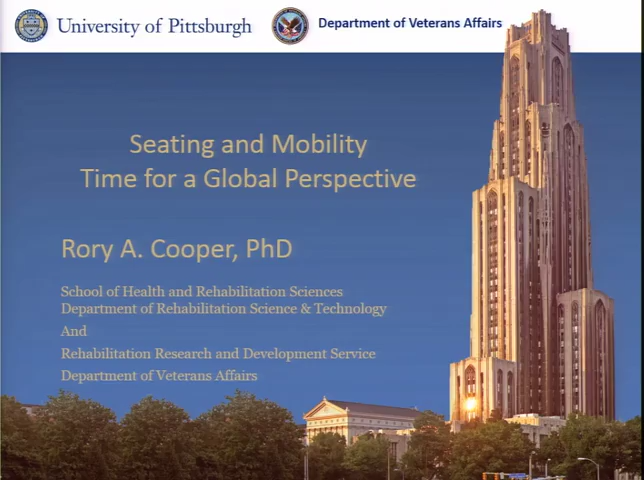 University of Pittsburgh
Department of Veterans Affairs
Seating and Mobility
Time for a Global Perspective
Rory A. Cooper, PhD
School of Health and Rehabilitation Sciences
Department of Rehabilitation Science & Technology
And
Rehabilitation Research and Development Service
Department of Veterans Affairs